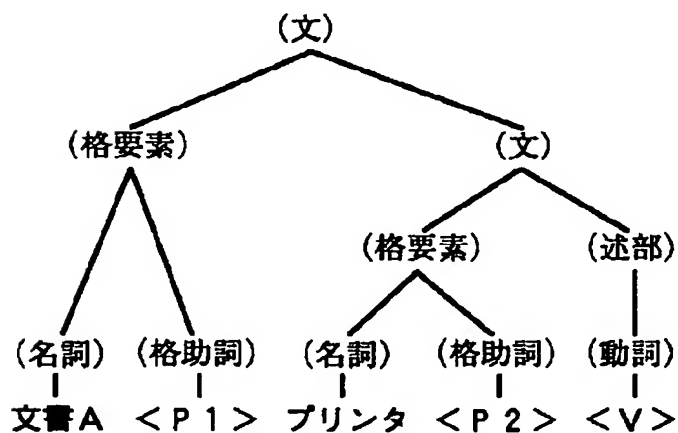 (文)
(格要素) (文)
(格要素) (述部)
(名詞) (格助詞) (名詞) (格助詞) (動詞)
文書A <P1> プリンタ <P2> <V>